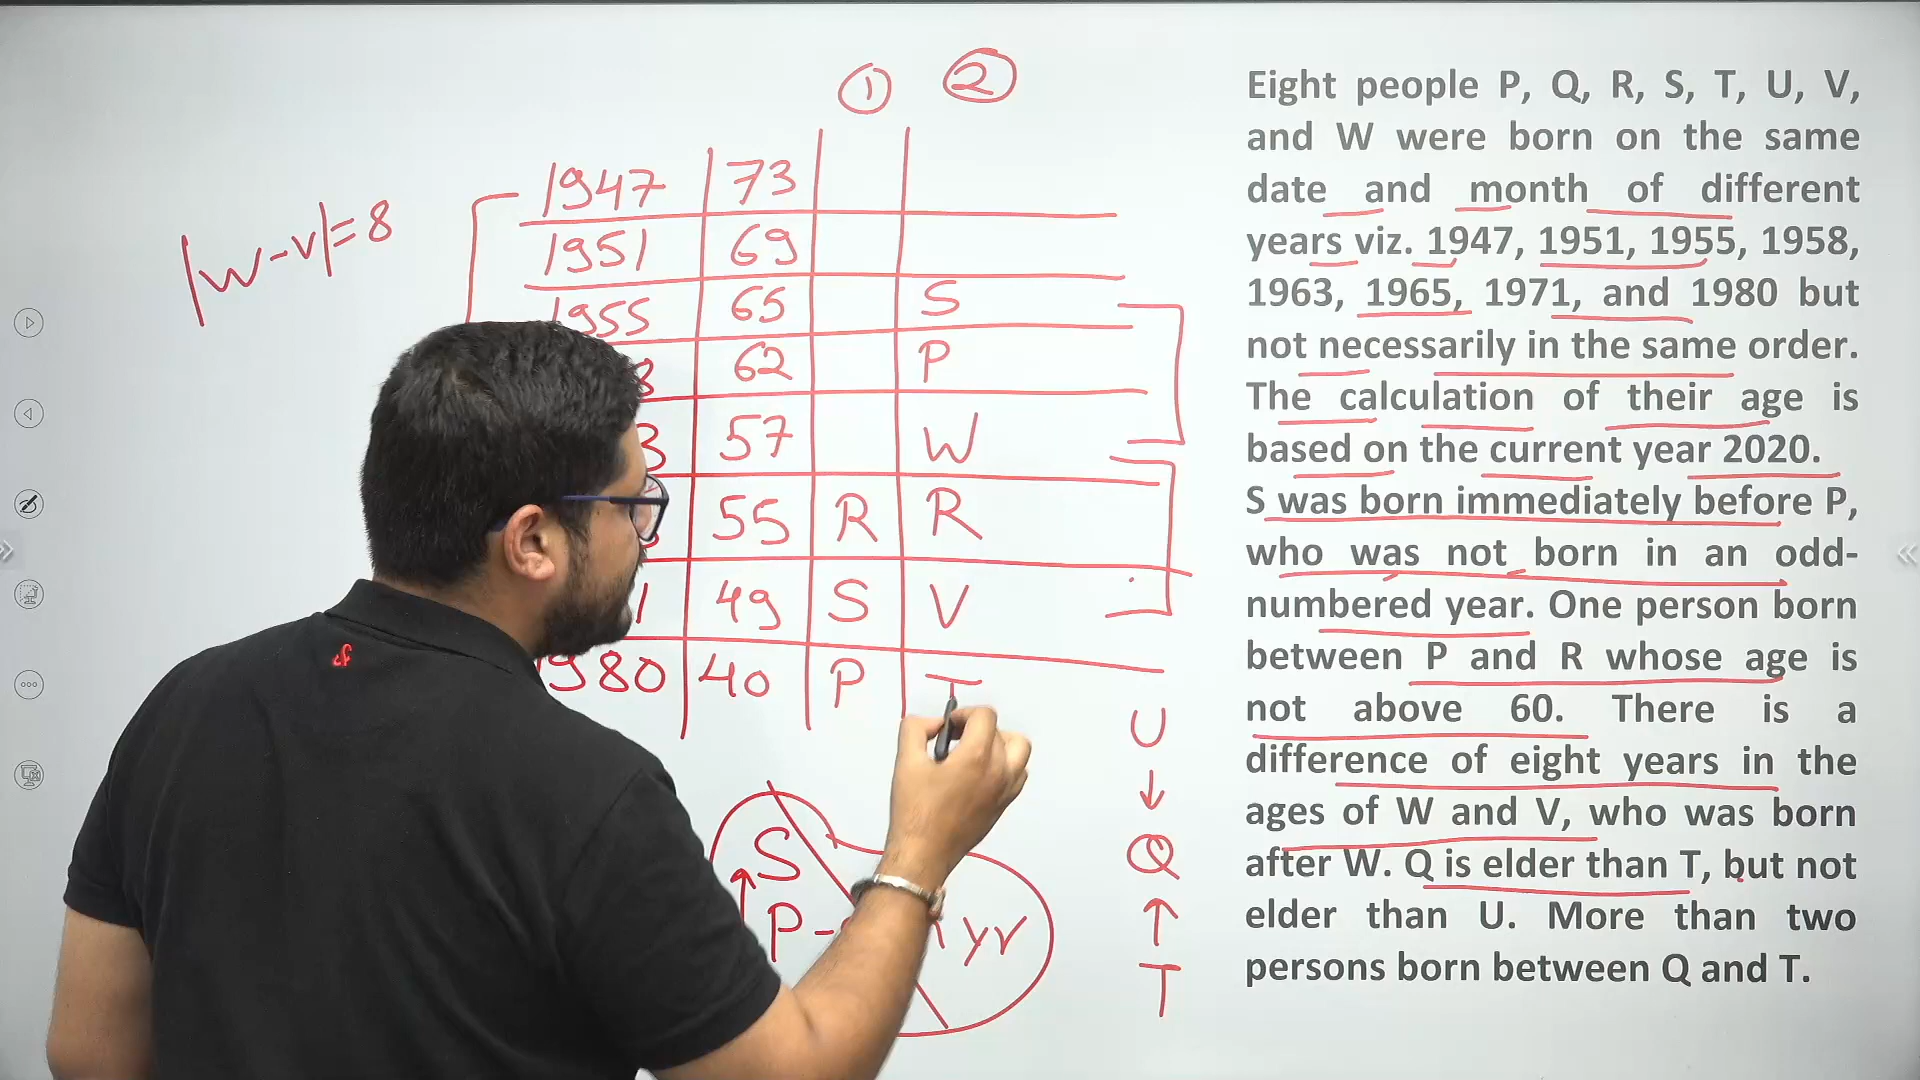 ① ②
|W-V|=8
1947 73
1951 69
1955 65 S
62 P
3 57 W
55 R R
1 49 S V
1980 40 P T
U
↓
Q
↑
T
S
P-
yr
Eight people P, Q, R, S, T, U, V,
and W were born on the same
date and month of different
years viz. 1947, 1951, 1955, 1958,
1963, 1965, 1971, and 1980 but
not necessarily in the same order.
The calculation of their age is
based on the current year 2020.
S was born immediately before P,
who was not born in an odd-
numbered year. One person born
between P and R whose age is
not above 60. There is a
difference of eight years in the
ages of W and V, who was born
after W. Q is elder than T, but not
elder than U. More than two
persons born between Q and T.